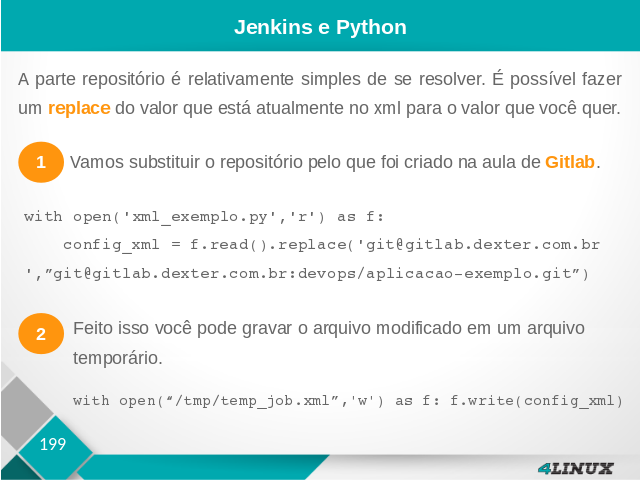 Jenkins e Python
A parte repositório é relativamente simples de se resolver. É possível fazer
um replace do valor que está atualmente no xml para o valor que você quer.
1 Vamos substituir o repositório pelo que foi criado na aula de Gitlab.
with open('xml_exemplo.py','r') as f:
    config_xml = f.read().replace('git@gitlab.dexter.com.br
',”git@gitlab.dexter.com.br:devops/aplicacao-exemplo.git”)
2 Feito isso você pode gravar o arquivo modificado em um arquivo
temporário.
with open(“/tmp/temp_job.xml”,'w') as f: f.write(config_xml)
199
4LINUX